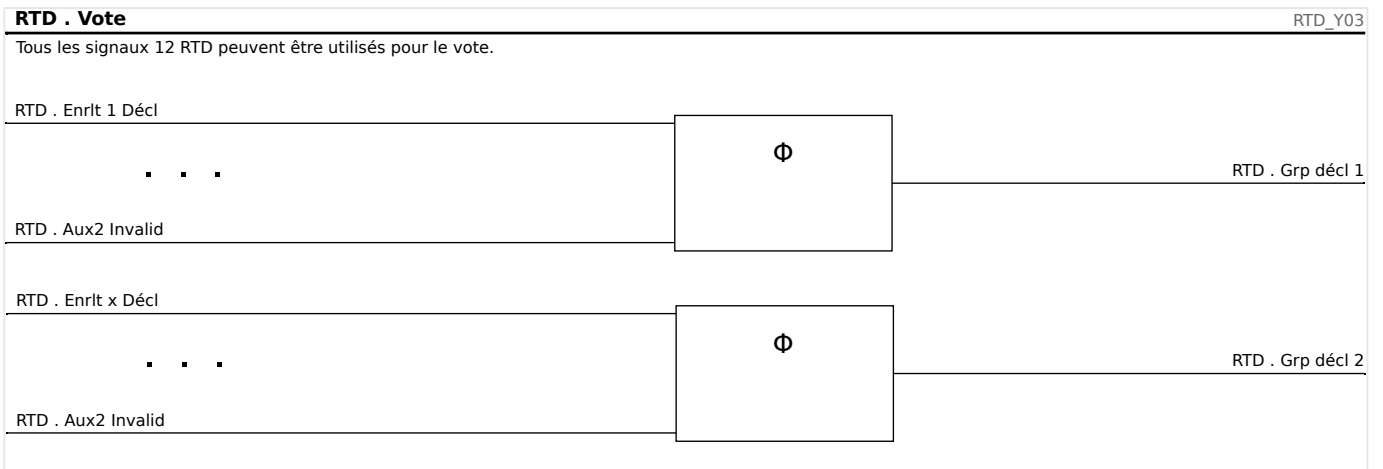 RTD . Vote
RTD_Y03
Tous les signaux 12 RTD peuvent être utilisés pour le vote.
RTD . Enrlt 1 Décl
Φ
. . .
RTD . Grp décl 1
RTD . Aux2 Invalid
RTD . Enrlt x Décl
Φ
. . .
RTD . Grp décl 2
RTD . Aux2 Invalid